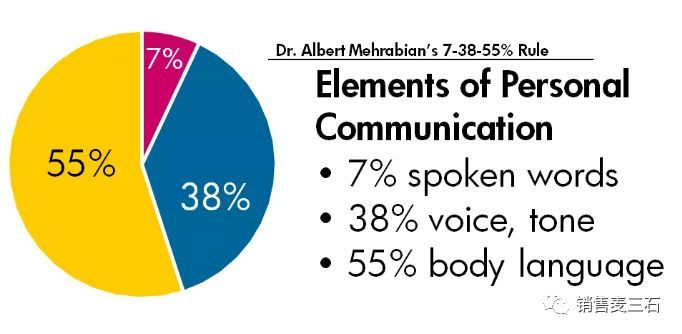 7%
38%
55%
Dr. Albert Mehrabian's 7-38-55% Rule
Elements of Personal
Communication
• 7% spoken words
• 38% voice, tone
• 55% body language
销售麦三石